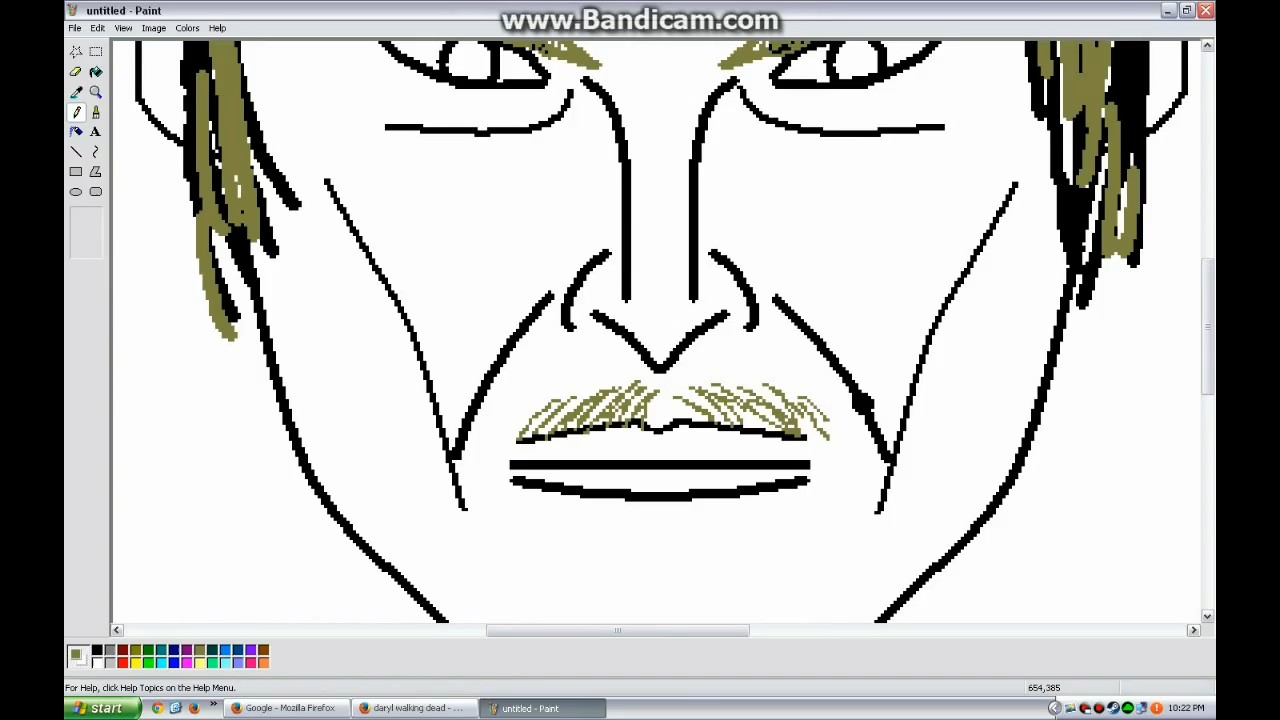 www.Bandicam.com
untitled - Paint
File Edit View Image Colors Help
A
For Help, click Help Topics on the Help Menu.
654,385
start
Google - Mozilla Firefox
daryl walking dead - ...
untitled - Paint
10:22 PM